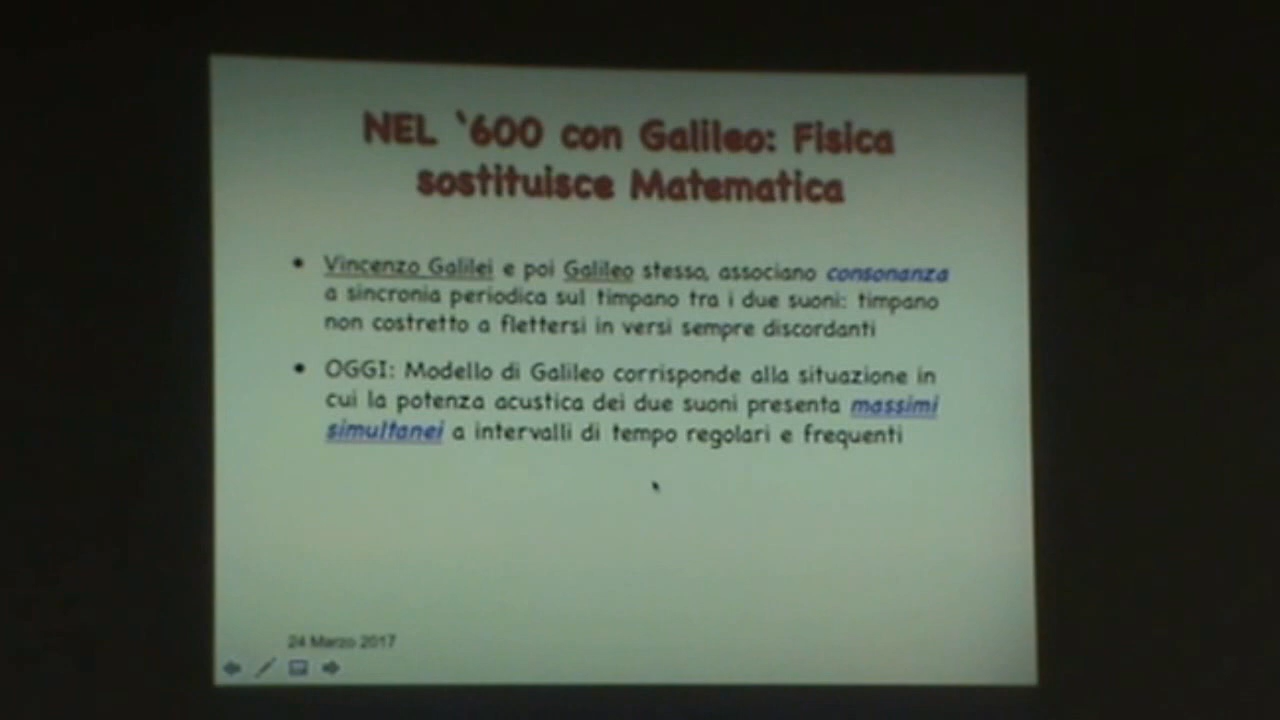 NEL '600 con Galileo: Fisica
sostituisce Matematica
• Vincenzo Galilei e poi Galileo stesso, associano consonanza
a sincronia periodica sul timpano tra i due suoni: timpano
non costretto a flettersi in versi sempre discordanti
• OGGI: Modello di Galileo corrisponde alla situazione in
cui la potenza acustica dei due suoni presenta massimi
simultanei a intervalli di tempo regolari e frequenti
24 Marzo 2017